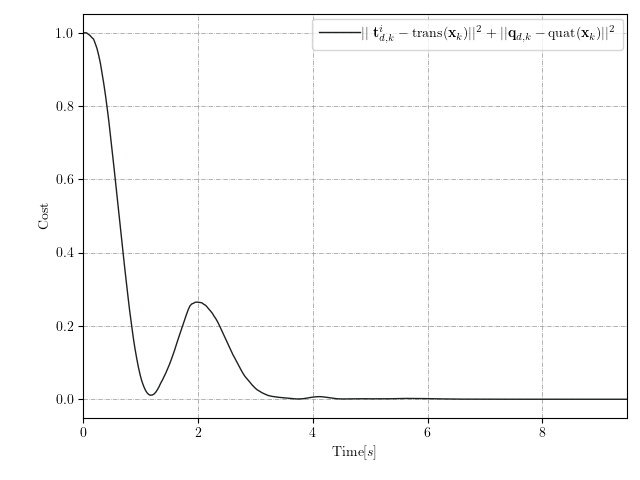 || 𝐭^i_{d,k} − trans(𝐱_k)||² + ||𝐪_{d,k} − quat(𝐱_k)||²
1.0
0.8
0.6
0.4
0.2
0.0
Cost
0 2 4 6 8
Time[s]